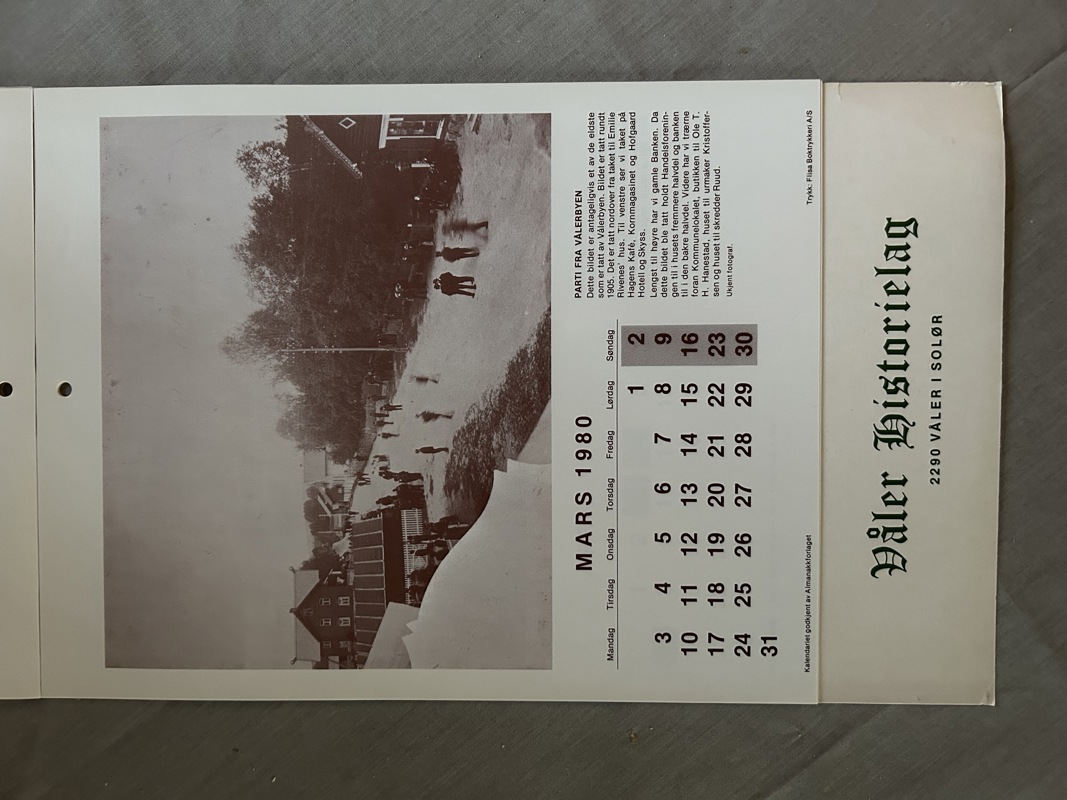 MARS 1980
Mandag Tirsdag Onsdag Torsdag Fredag Lørdag Søndag
1 2
3 4 5 6 7 8 9
10 11 12 13 14 15 16
17 18 19 20 21 22 23
24 25 26 27 28 29 30
31
PARTI FRA VÅLERBYEN
Dette bildet er antageligvis et av de eldste
som er tatt av Vålerbyen. Bildet er tatt rundt
1905. Det er tatt nordover fra taket til Emilie
Rivenes' hus. Til venstre ser vi taket på
Hagens Kafé, Kornmagasinet og Hofgaard
Hotell og Skyss.
Lengst til høyre har vi gamle Banken. Da
dette bildet ble tatt holdt Handelsforenin-
gen til i husets fremmere halvdel og banken
til i den bakre halvdel. Videre har vi trærne
foran Kommunelokalet, butikken til Ole T.
H. Hanestad, huset til urmaker Kristoffer-
sen og huset til skredder Ruud.
Ukjent fotograf.
Kalendariet godkjent av Almanakkforlaget
Trykk: Flisa Boktrykkeri A/S
Våler Historielag
2290 VÅLER I SOLØR